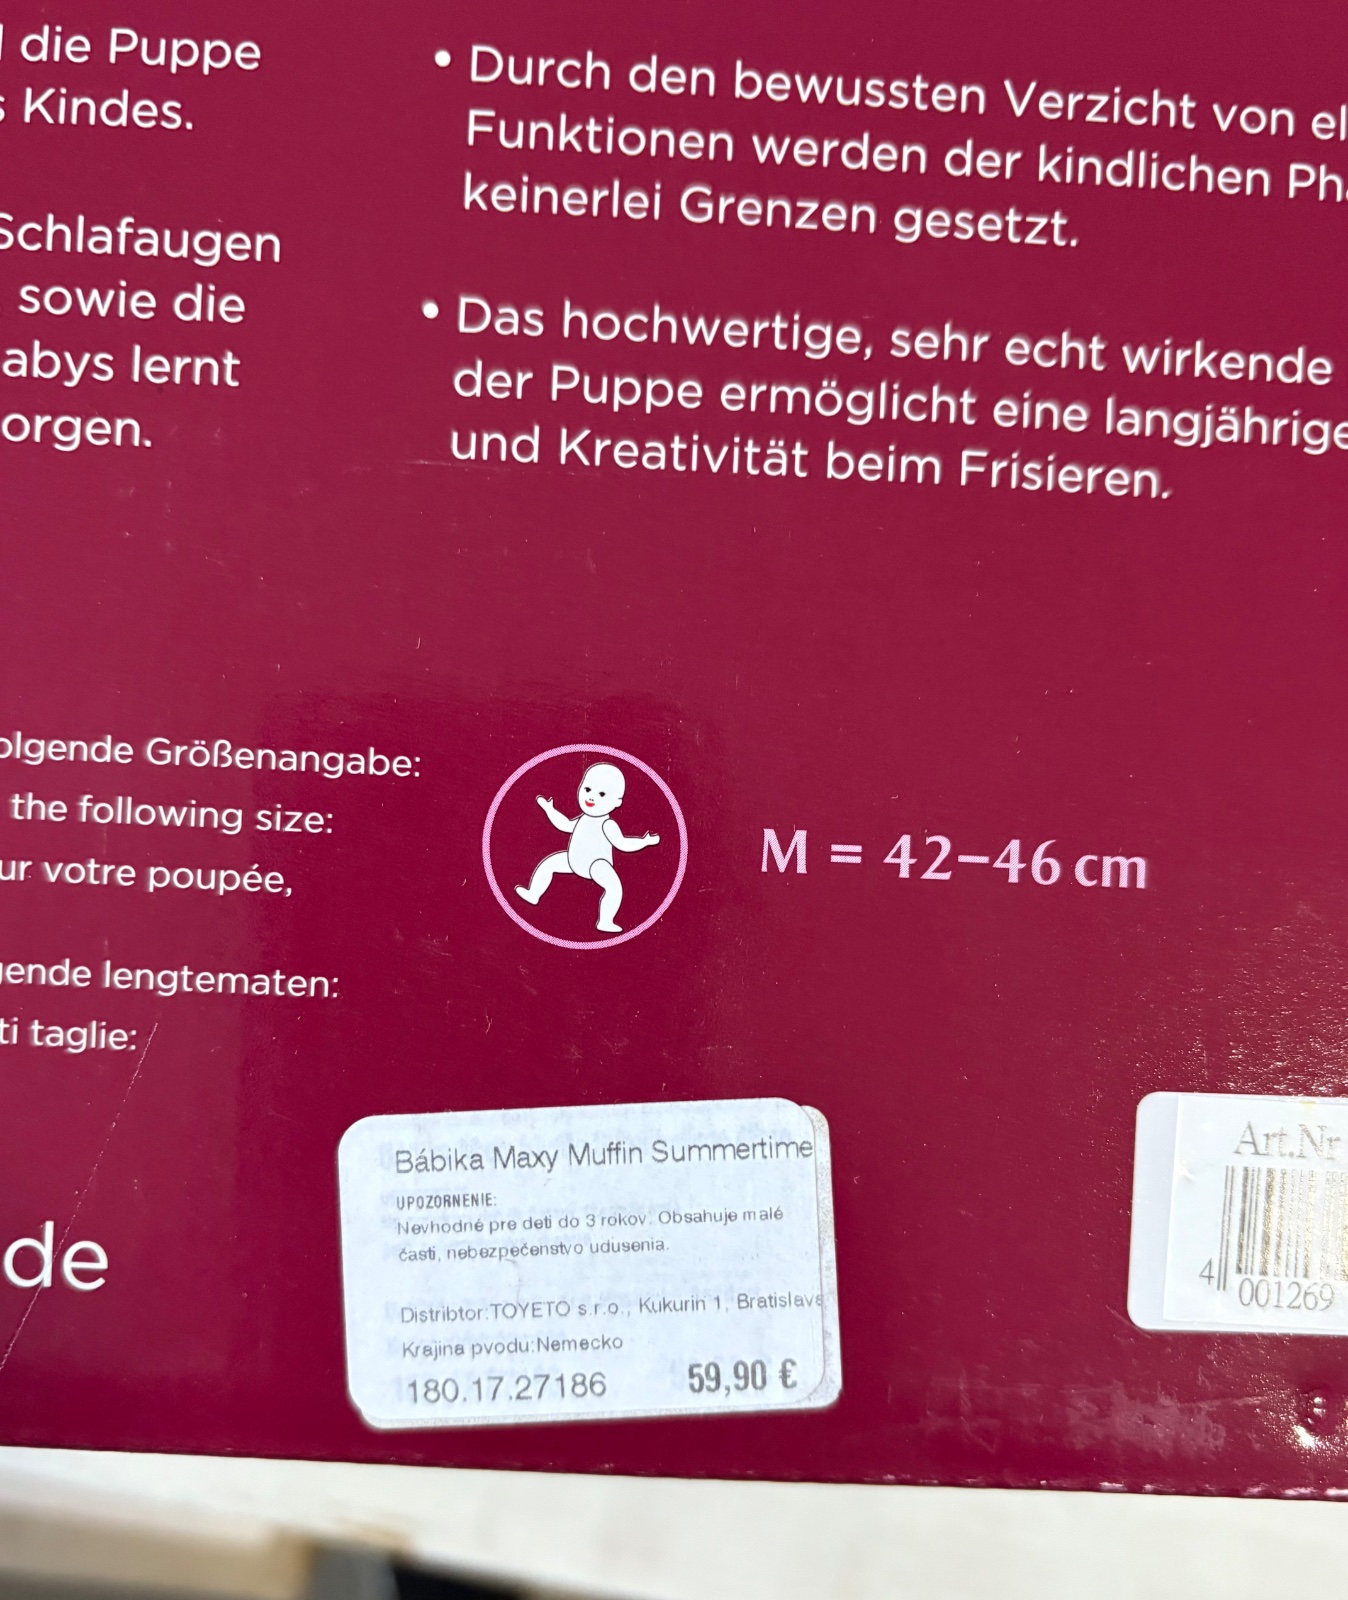 die Puppe
Kindes.
Schlafaugen
sowie die
abys lernt
orgen.
• Durch den bewussten Verzicht von el
Funktionen werden der kindlichen Ph
keinerlei Grenzen gesetzt.
• Das hochwertige, sehr echt wirkende
der Puppe ermöglicht eine langjährige
und Kreativität beim Frisieren.
olgende Größenangabe:
the following size:
ur votre poupée,
gende lengtematen:
ti taglie:
M = 42–46 cm
de
Bábika Maxy Muffin Summertime
UPOZORNENIE:
Nevhodné pre deti do 3 rokov. Obsahuje malé
časti, nebezpečenstvo udusenia.
Distribtor:TOYETO s.r.o., Kukurin 1, Bratislava
Krajina pvodu:Nemecko
180.17.27186 59,90 €
Art.Nr
4 001269